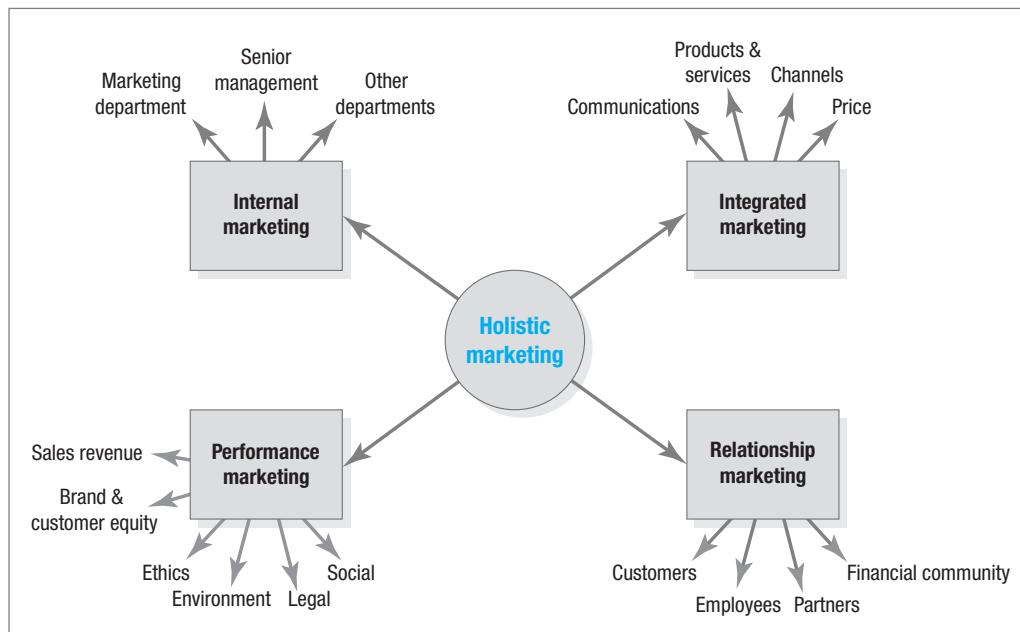 Marketing
department
Senior
management
Other
departments
Internal
marketing
Communications
Products &
services
Channels
Price
Integrated
marketing
Holistic
marketing
Sales revenue
Brand &
customer equity
Performance
marketing
Ethics
Environment
Legal
Social
Relationship
marketing
Customers
Employees
Partners
Financial community